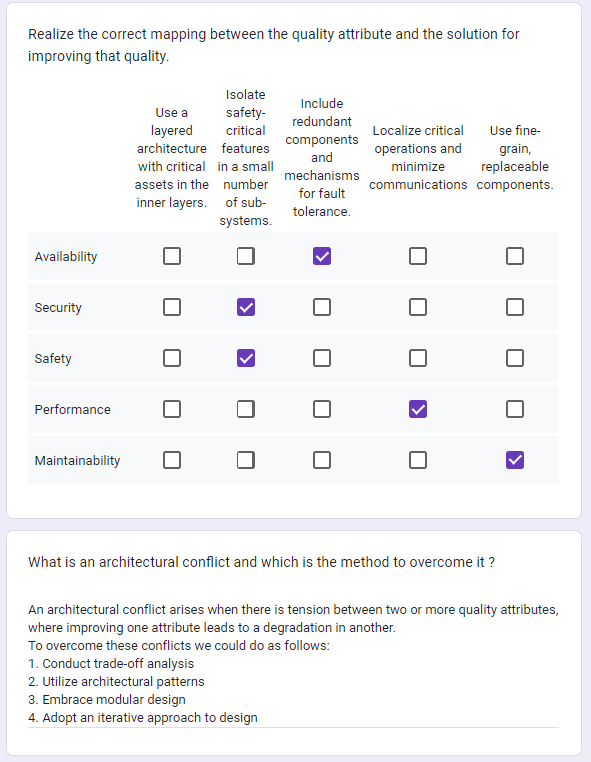 Realize the correct mapping between the quality attribute and the solution for
improving that quality.
Use a
layered
architecture
with critical
assets in the
inner layers.
Isolate
safety-
critical
features
in a small
number
of sub-
systems.
Include
redundant
components
and
mechanisms
for fault
tolerance.
Localize critical
operations and
minimize
communications
Use fine-
grain,
replaceable
components.
Availability
Security
Safety
Performance
Maintainability
What is an architectural conflict and which is the method to overcome it ?
An architectural conflict arises when there is tension between two or more quality attributes,
where improving one attribute leads to a degradation in another.
To overcome these conflicts we could do as follows:
1. Conduct trade-off analysis
2. Utilize architectural patterns
3. Embrace modular design
4. Adopt an iterative approach to design